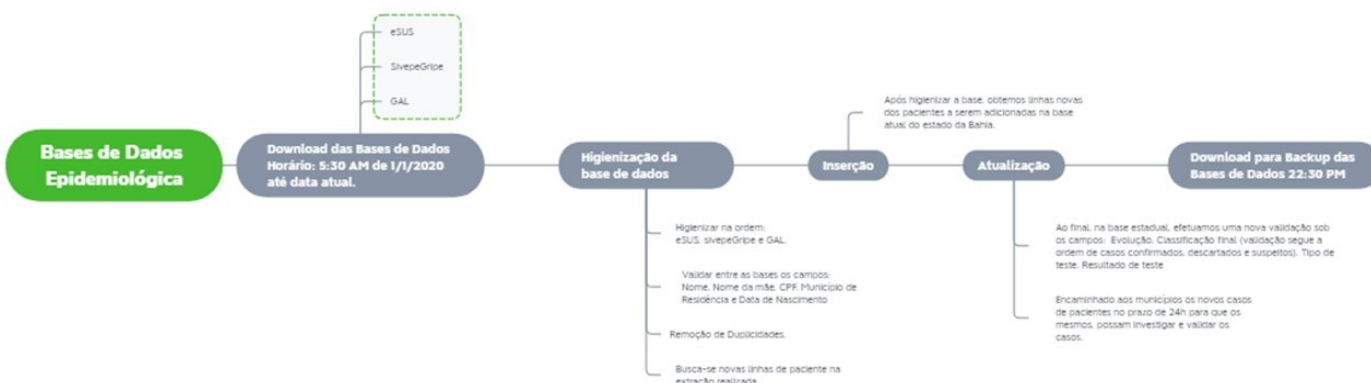 eSUS
SivepeGripe
GAL
Bases de Dados
Epidemiológica
Download das Bases de Dados
Horário: 5:30 AM de 1/1/2020
até data atual.
Higienização da
base de dados
Higienizar na ordem:
eSUS, sivepeGripe e GAL.
Validar entre as bases os campos:
Nome, Nome da mãe, CPF, Município de
Residência e Data de Nascimento
Remoção de Duplicidades.
Busca-se novas linhas de paciente na
extração realizada
Inserção
Após higienizar a base, obtemos linhas novas
dos pacientes a serem adicionadas na base
atual do estado da Bahia.
Atualização
Ao final, na base estadual, efetuamos uma nova validação sob
os campos: Evolução, Classificação final (validação segue a
ordem de casos confirmados, descartados e suspeitos), Tipo de
teste, Resultado de teste
Encaminhado aos municípios os novos casos
de pacientes no prazo de 24h para que os
mesmos, possam investigar e validar os
casos.
Download para Backup das
Bases de Dados 22:30 PM